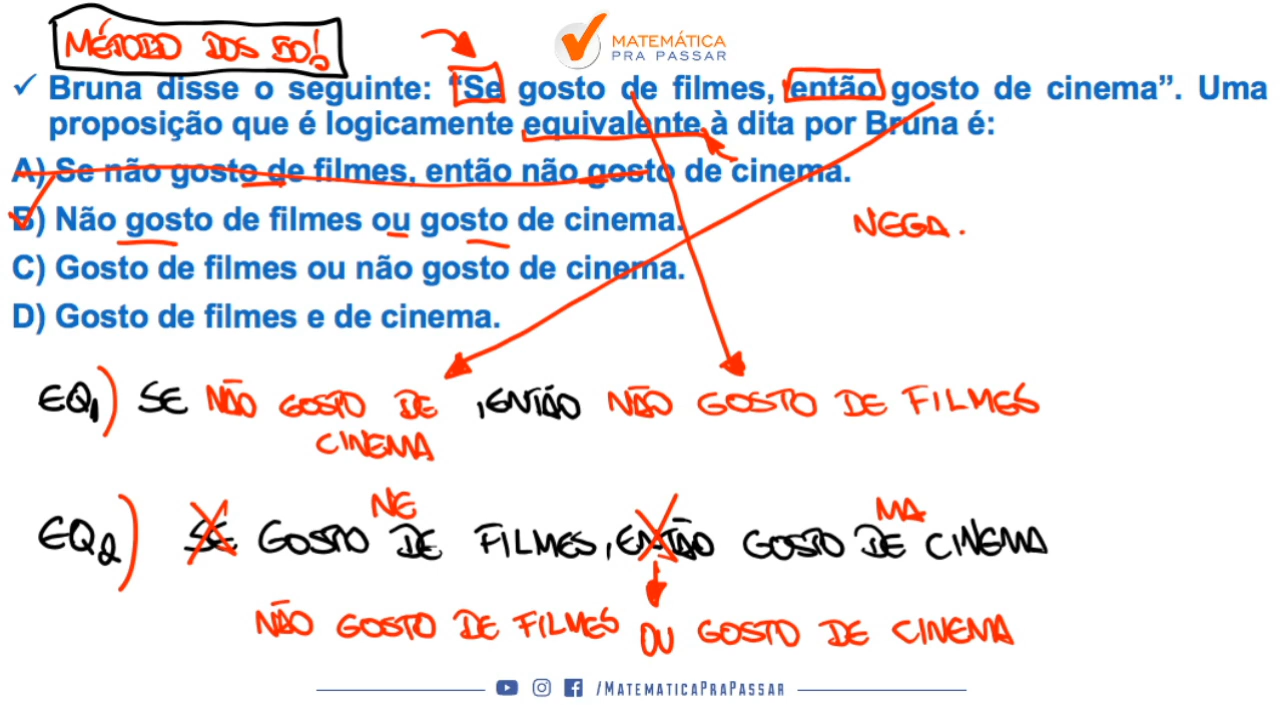 MÉTODO DOS 50!
MATEMÁTICA
PRA PASSAR
✓ Bruna disse o seguinte: “Se gosto de filmes, então gosto de cinema”. Uma
proposição que é logicamente equivalente à dita por Bruna é:
A) Se não gosto de filmes, então não gosto de cinema.
B) Não gosto de filmes ou gosto de cinema.
NEGA.
C) Gosto de filmes ou não gosto de cinema.
D) Gosto de filmes e de cinema.
EQ1) SE NÃO GOSTO DE , ENTÃO NÃO GOSTO DE FILMES
CINEMA
NE MA
EQ2) SE GOSTO DE FILMES, ENTÃO GOSTO DE CINEMA
NÃO GOSTO DE FILMES OU GOSTO DE CINEMA
/MATEMATICAPRAPASSAR